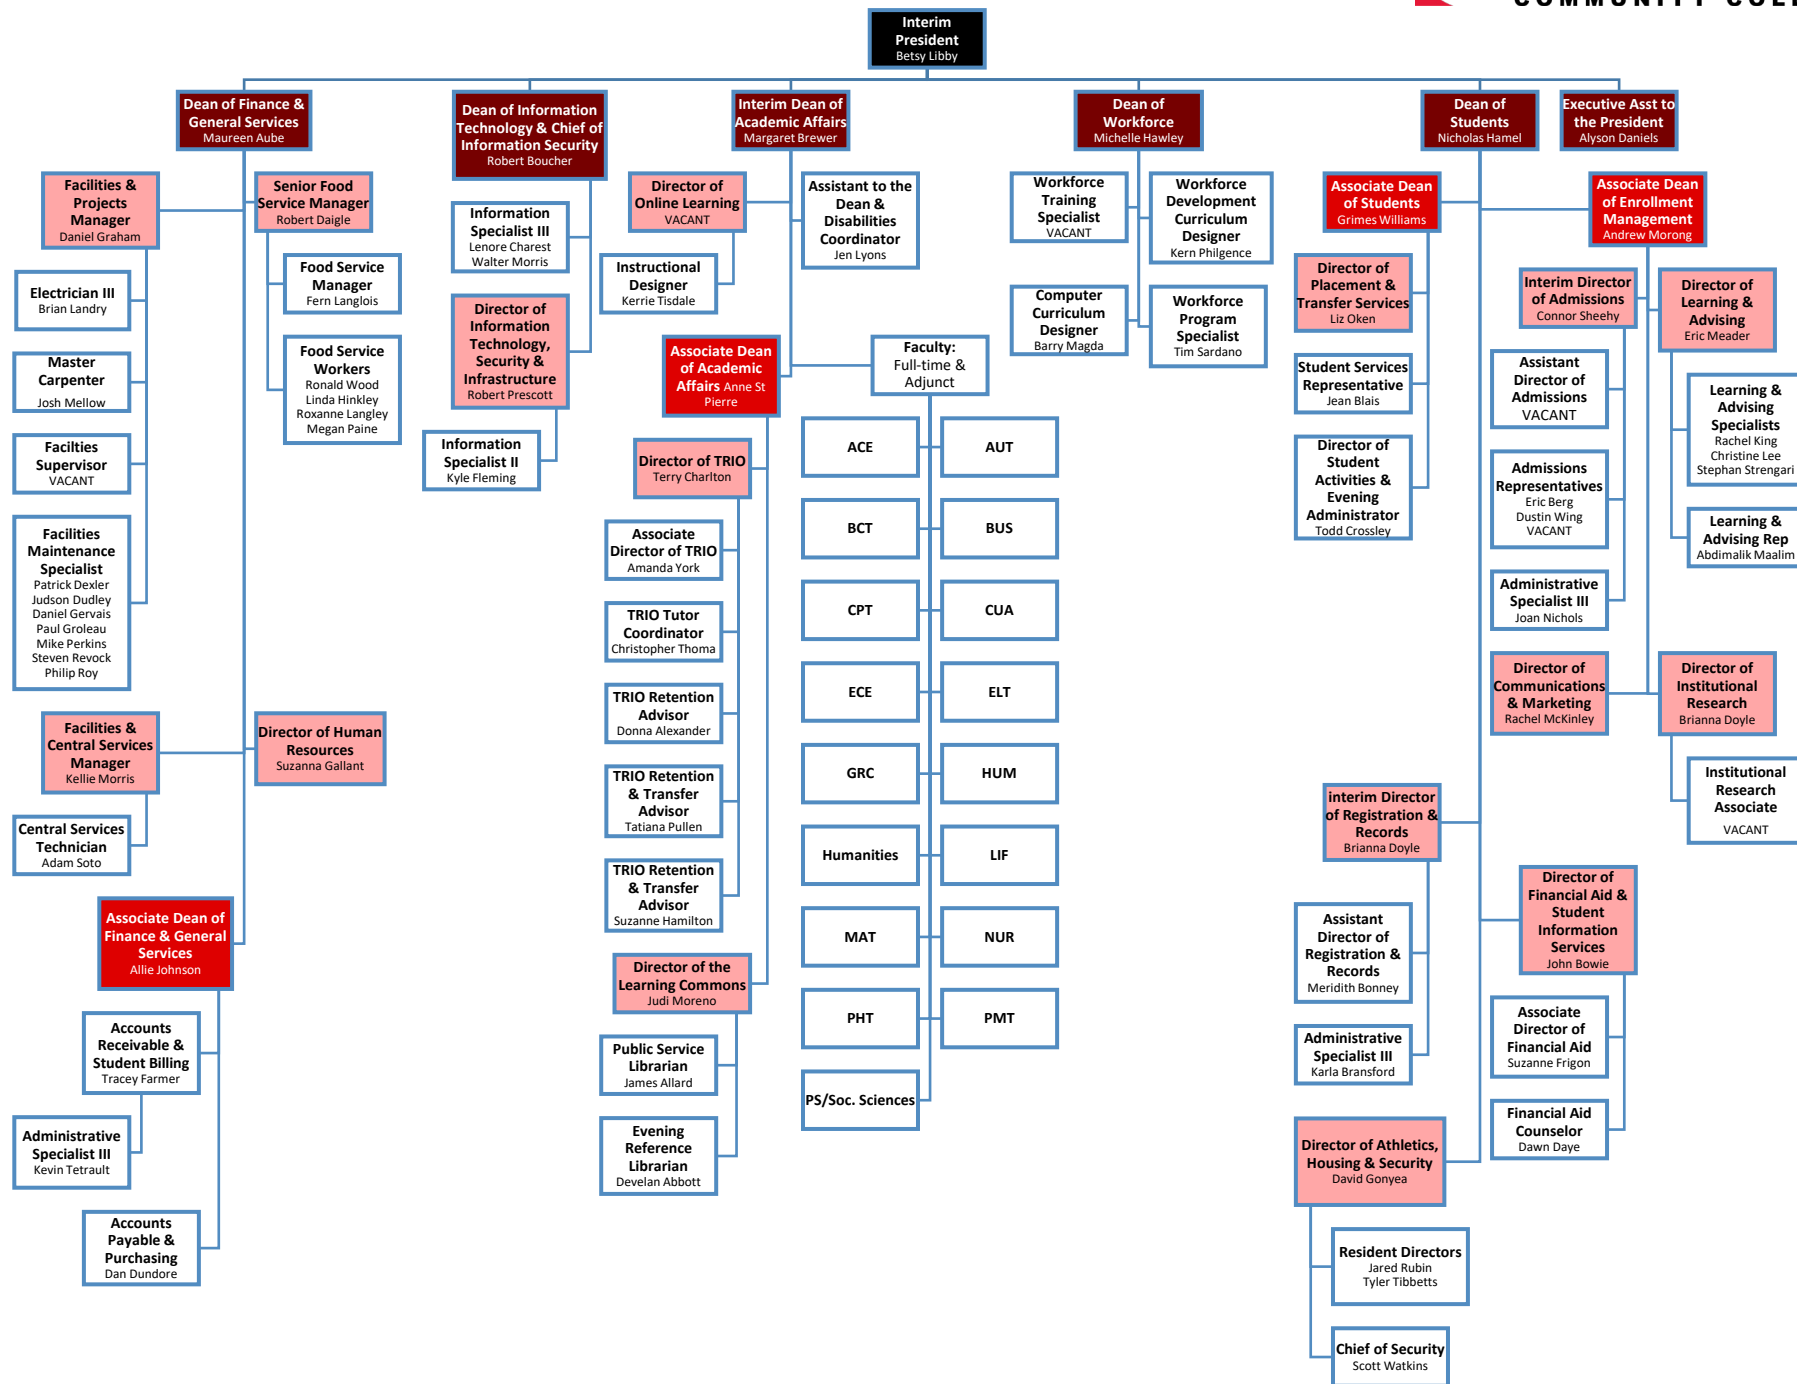 COMMUNITY
Interim
President
Betsy Libby
Dean of Finance &
General Services
Maureen Aube
Dean of Information
Technology & Chief of
Information Security
Robert Boucher
Interim Dean of
Academic Affairs
Margaret Brewer
Dean of
Workforce
Michelle Hawley
Dean of
Students
Nicholas Hamel
Executive Asst to
the President
Alyson Daniels
Facilities &
Projects
Manager
Daniel Graham
Electrician III
Brian Landry
Master
Carpenter
Josh Mellow
Facilties
Supervisor
VACANT
Facilities
Maintenance
Specialist
Patrick Dexler
Judson Dudley
Daniel Gervais
Paul Groleau
Mike Perkins
Steven Revock
Philip Roy
Senior Food
Service Manager
Robert Daigle
Food Service
Manager
Fern Langlois
Food Service
Workers
Ronald Wood
Linda Hinkley
Roxanne Langley
Megan Paine
Facilities &
Central Services
Manager
Kellie Morris
Central Services
Technician
Adam Soto
Director of Human
Resources
Suzanna Gallant
Associate Dean of
Finance & General
Services
Allie Johnson
Accounts
Receivable &
Student Billing
Tracey Farmer
Administrative
Specialist III
Kevin Tetrault
Accounts
Payable &
Purchasing
Dan Dundore
Information
Specialist III
Lenore Charest
Walter Morris
Director of
Information
Technology,
Security &
Infrastructure
Robert Prescott
Information
Specialist II
Kyle Fleming
Director of
Online Learning
VACANT
Instructional
Designer
Kerrie Tisdale
Assistant to the
Dean &
Disabilities
Coordinator
Jen Lyons
Associate Dean
of Academic
Affairs Anne St
Pierre
Director of TRIO
Terry Charlton
Associate
Director of TRIO
Amanda York
TRIO Tutor
Coordinator
Christopher Thoma
TRIO Retention
Advisor
Donna Alexander
TRIO Retention
& Transfer
Advisor
Tatiana Pullen
TRIO Retention
& Transfer
Advisor
Suzanne Hamilton
Director of the
Learning Commons
Judi Moreno
Public Service
Librarian
James Allard
Evening
Reference
Librarian
Develan Abbott
Faculty:
Full-time &
Adjunct
ACE
AUT
BCT
BUS
CPT
CUA
ECE
ELT
GRC
HUM
Humanities
LIF
MAT
NUR
PHT
PMT
PS/Soc. Sciences
Workforce
Training
Specialist
VACANT
Workforce
Development
Curriculum
Designer
Kern Philgence
Computer
Curriculum
Designer
Barry Magda
Workforce
Program
Specialist
Tim Sardano
Associate Dean
of Students
Grimes Williams
Director of
Placement &
Transfer Services
Liz Oken
Student Services
Representative
Jean Blais
Director of
Student
Activities &
Evening
Administrator
Todd Crossley
Associate Dean
of Enrollment
Management
Andrew Morong
Interim Director
of Admissions
Connor Sheehy
Assistant
Director of
Admissions
VACANT
Admissions
Representatives
Eric Berg
Dustin Wing
VACANT
Administrative
Specialist III
Joan Nichols
Director of
Learning &
Advising
Eric Meader
Learning &
Advising
Specialists
Rachel King
Christine Lee
Stephan Strengari
Learning &
Advising Rep
Abdimalik Maalim
Director of
Communications
& Marketing
Rachel McKinley
Director of
Institutional
Research
Brianna Doyle
Institutional
Research
Associate
VACANT
interim Director
of Registration &
Records
Brianna Doyle
Assistant
Director of
Registration &
Records
Meridith Bonney
Administrative
Specialist III
Karla Bransford
Director of
Financial Aid &
Student
Information
Services
John Bowie
Associate
Director of
Financial Aid
Suzanne Frigon
Financial Aid
Counselor
Dawn Daye
Director of Athletics,
Housing & Security
David Gonyea
Resident Directors
Jared Rubin
Tyler Tibbetts
Chief of Security
Scott Watkins